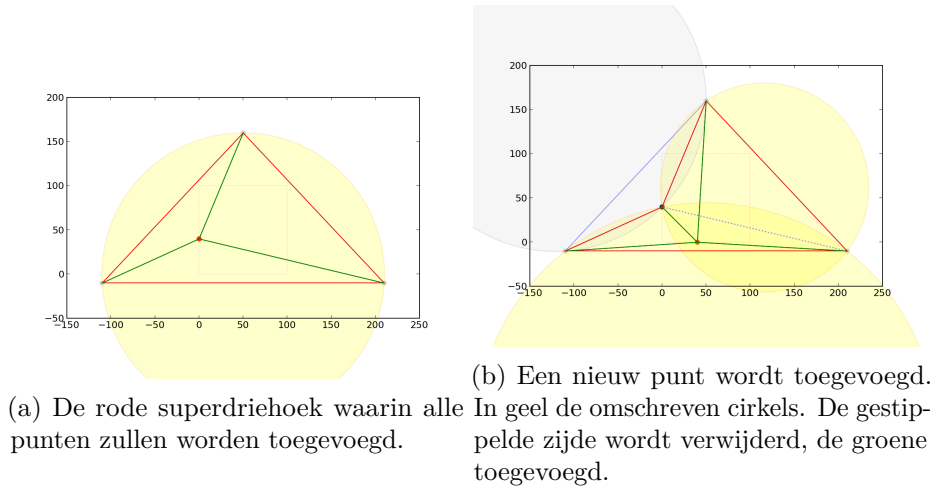 200
150
100
50
0
−50
−150 −100 −50 0 50 100 150 200 250
(a) De rode superdriehoek waarin alle
punten zullen worden toegevoegd.
200
150
100
50
0
−50
−150 −100 −50 0 50 100 150 200 250
(b) Een nieuw punt wordt toegevoegd.
In geel de omschreven cirkels. De gestip-
pelde zijde wordt verwijderd, de groene
toegevoegd.